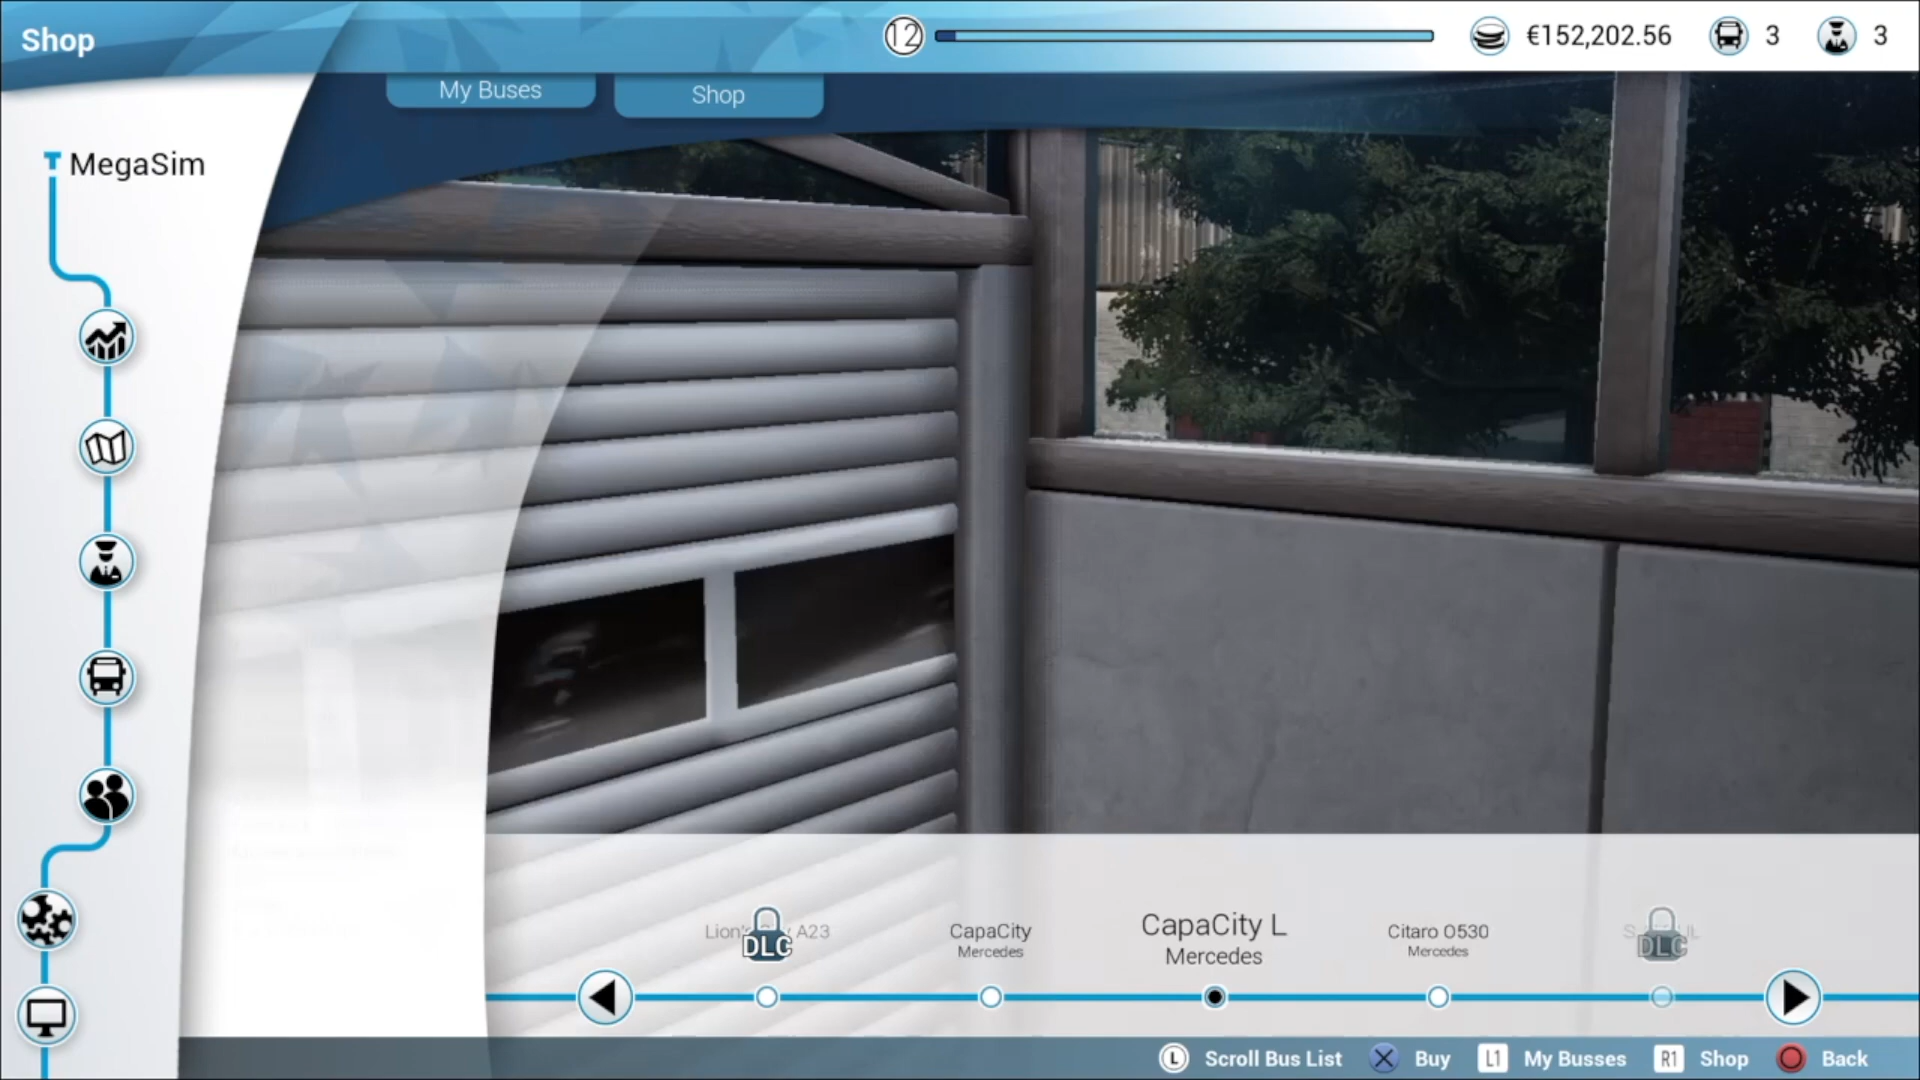 Shop
12
€152,202.56
3
3
My Buses
Shop
MegaSim
DLC
A23
CapaCity
Mercedes
CapaCity L
Mercedes
Citaro O530
Mercedes
DLC
L
Scroll Bus List
Buy
L1
My Busses
R1
Shop
Back